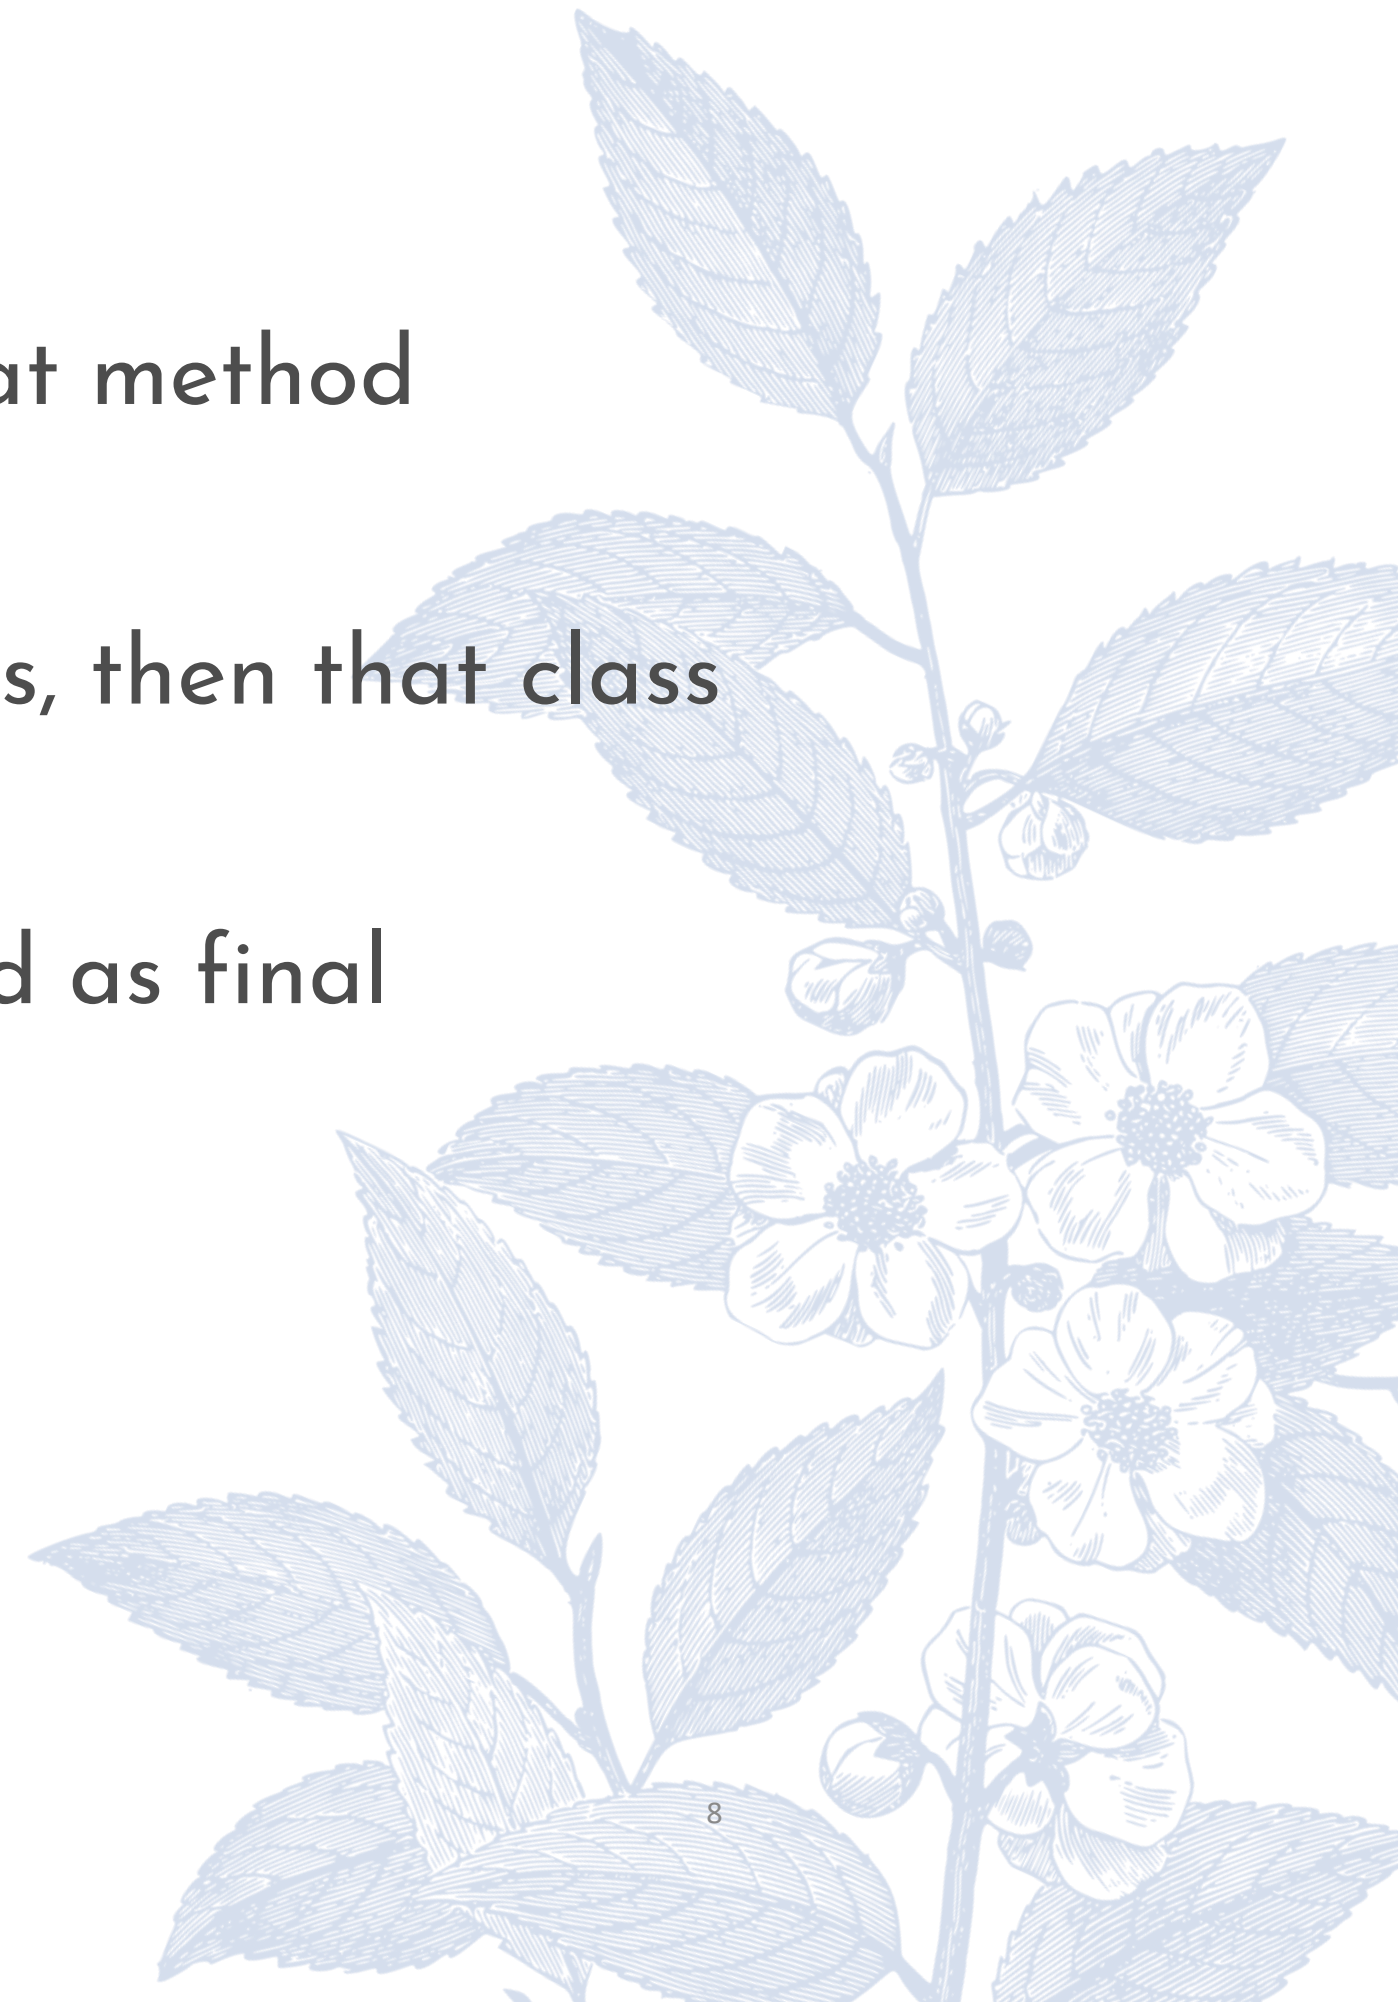 at method
s, then that class
d as final
8